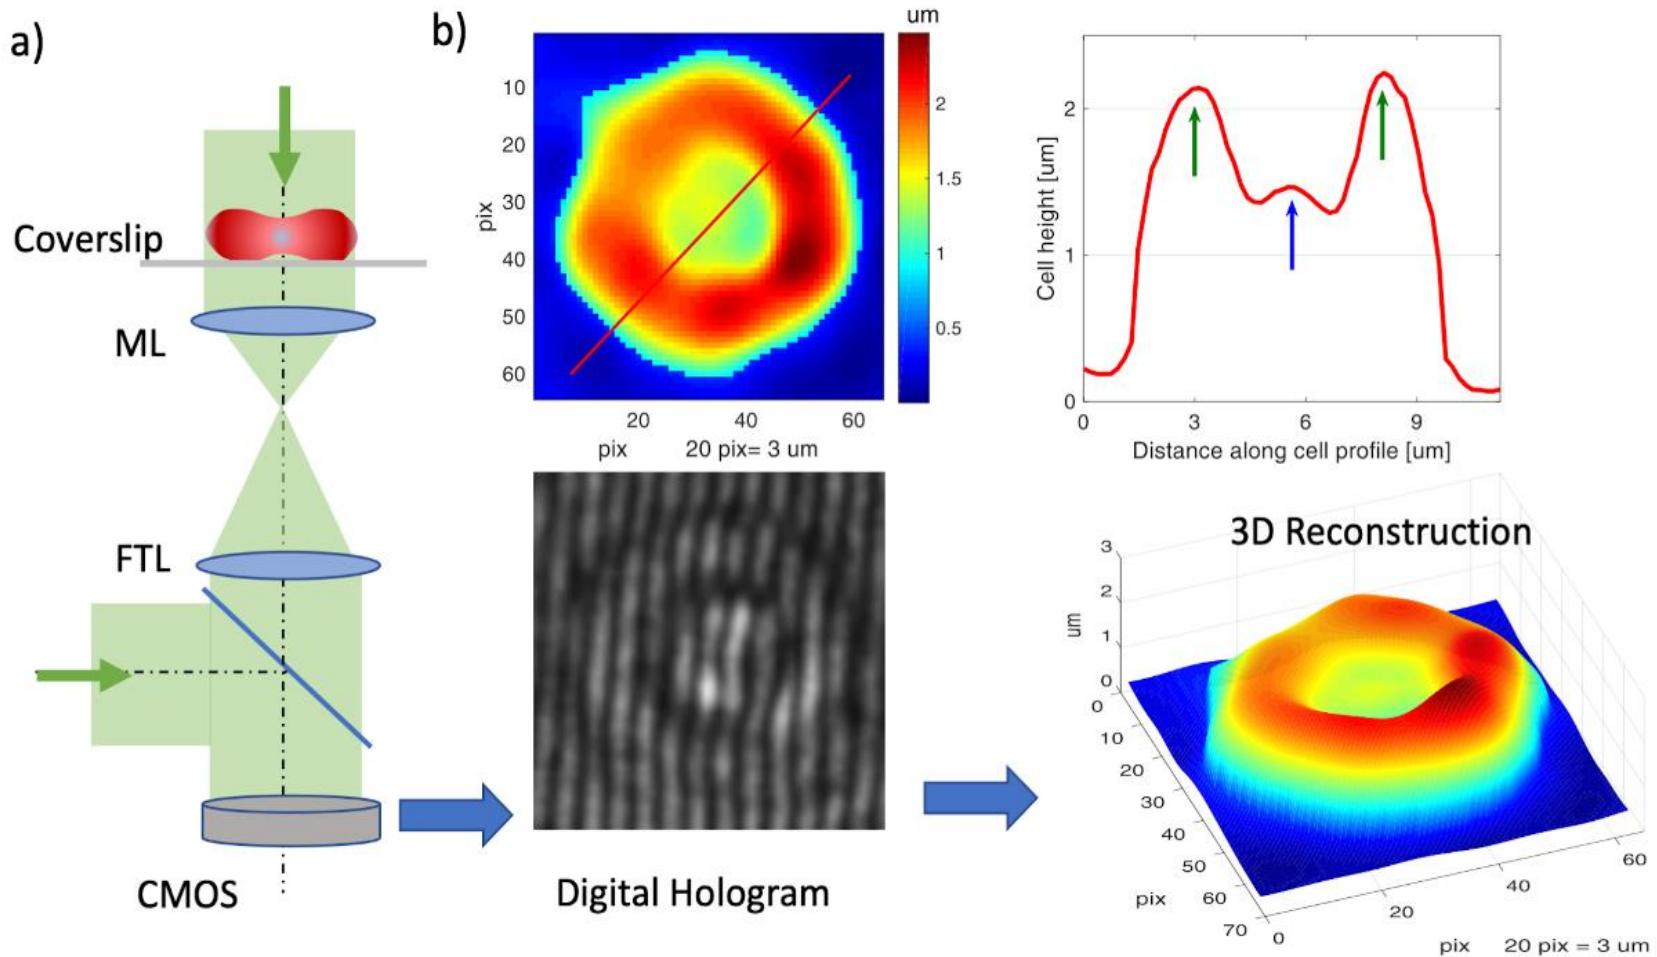 a)
Coverslip
ML
FTL
CMOS
b)
um
10
20
30
40
50
60
pix
20 40 60
pix 20 pix= 3 um
2
1.5
1
0.5
Cell height [um]
2
1
0
0 3 6 9
Distance along cell profile [um]
Digital Hologram
3D Reconstruction
3
2
1
0
um
0
10
20
30
40
50
60
70
pix
0
20
40
60
pix 20 pix = 3 um